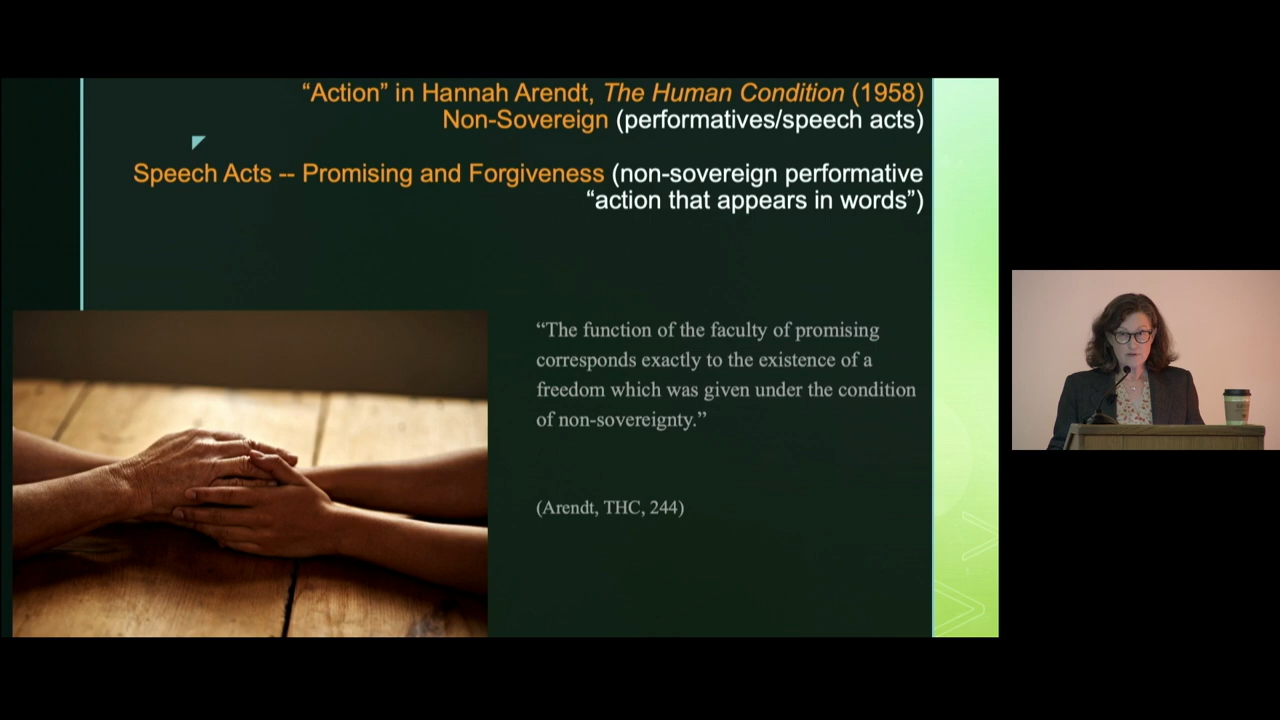 “Action” in Hannah Arendt, The Human Condition (1958)
Non-Sovereign (performatives/speech acts)
Speech Acts -- Promising and Forgiveness (non-sovereign performative
“action that appears in words”)
“The function of the faculty of promising
corresponds exactly to the existence of a
freedom which was given under the condition
of non-sovereignty.”
(Arendt, THC, 244)